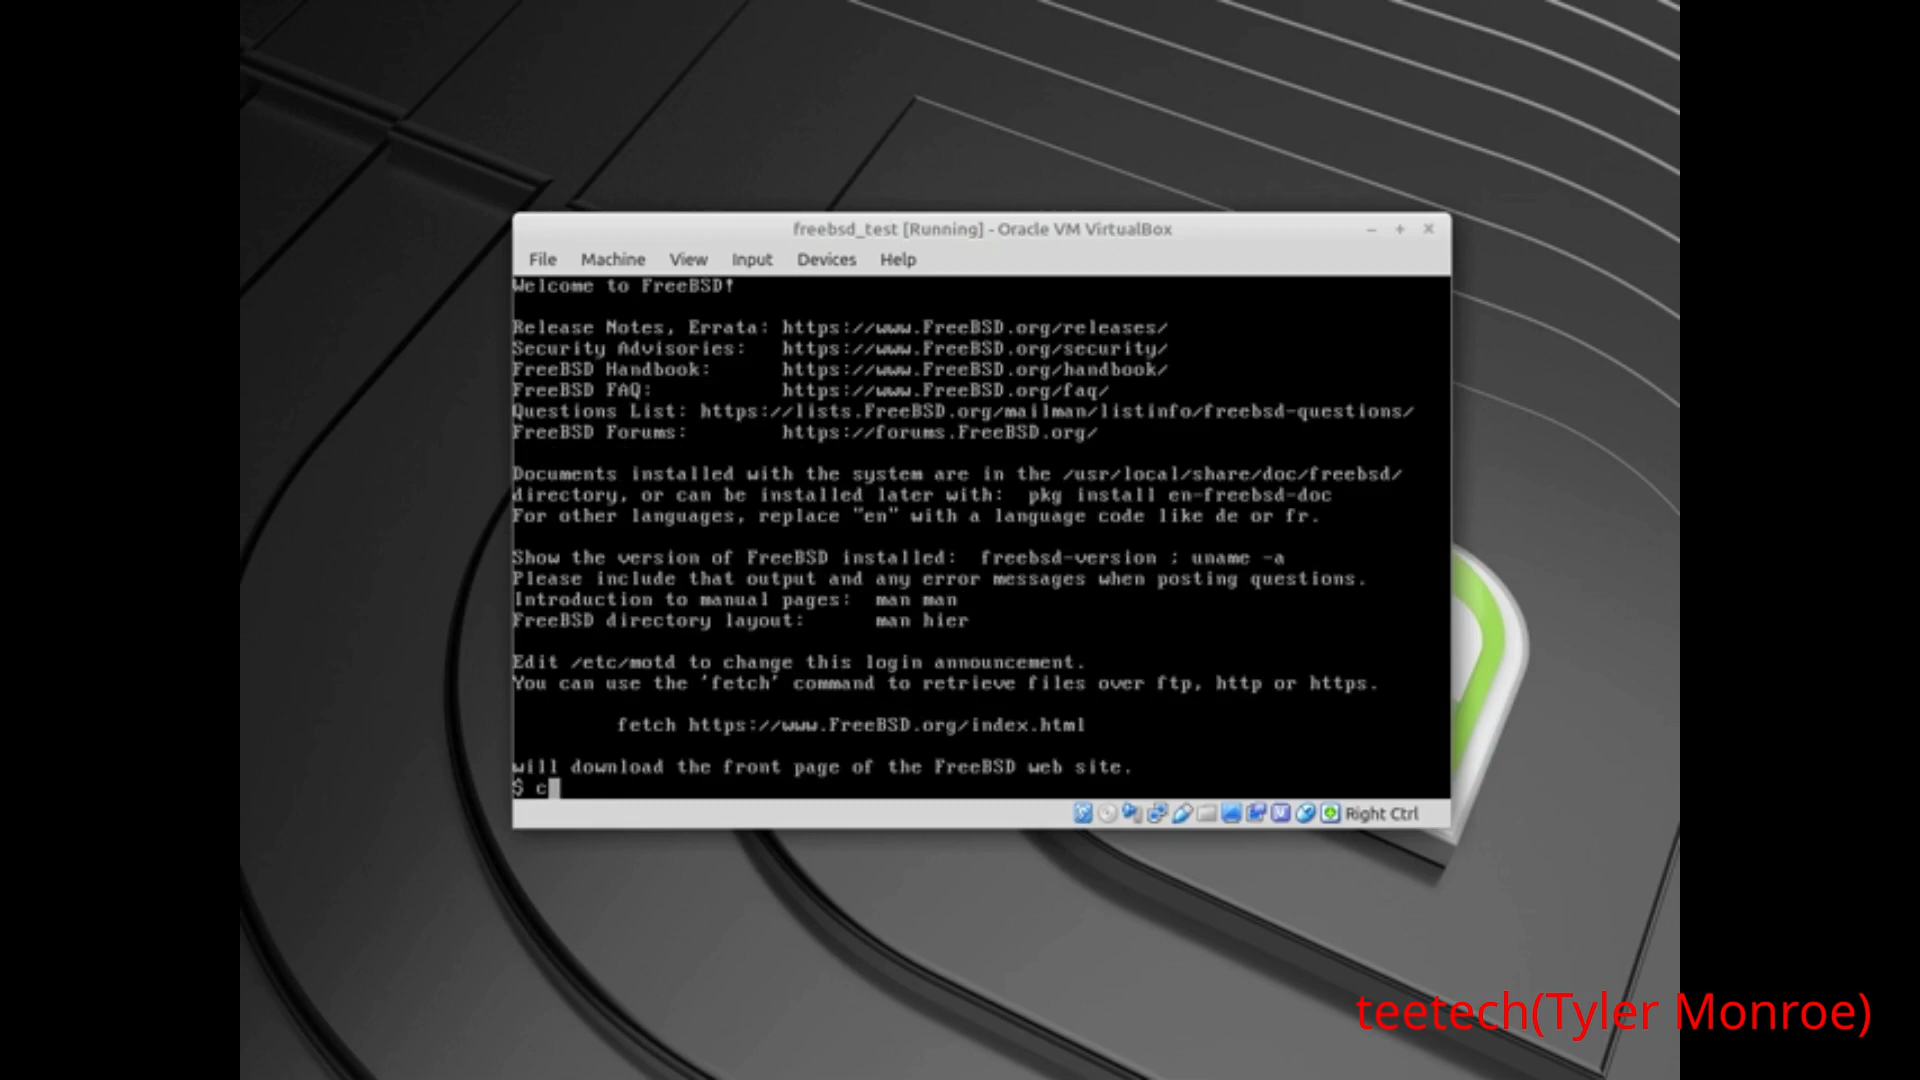 freebsd_test [Running] - Oracle VM VirtualBox
File Machine View Input Devices Help
Welcome to FreeBSD!
Release Notes, Errata: https://www.FreeBSD.org/releases/
Security Advisories: https://www.FreeBSD.org/security/
FreeBSD Handbook: https://www.FreeBSD.org/handbook/
FreeBSD FAQ: https://www.FreeBSD.org/faq/
Questions List: https://lists.FreeBSD.org/mailman/listinfo/freebsd-questions/
FreeBSD Forums: https://forums.FreeBSD.org/
Documents installed with the system are in the /usr/local/share/doc/freebsd/
directory, or can be installed later with: pkg install en-freebsd-doc
For other languages, replace "en" with a language code like de or fr.
Show the version of FreeBSD installed: freebsd-version ; uname -a
Please include that output and any error messages when posting questions.
Introduction to manual pages: man man
FreeBSD directory layout: man hier
Edit /etc/motd to change this login announcement.
You can use the 'fetch' command to retrieve files over ftp, http or https.
fetch https://www.FreeBSD.org/index.html
will download the front page of the FreeBSD web site.
$ c
Right Ctrl
teetech(Tyler Monroe)